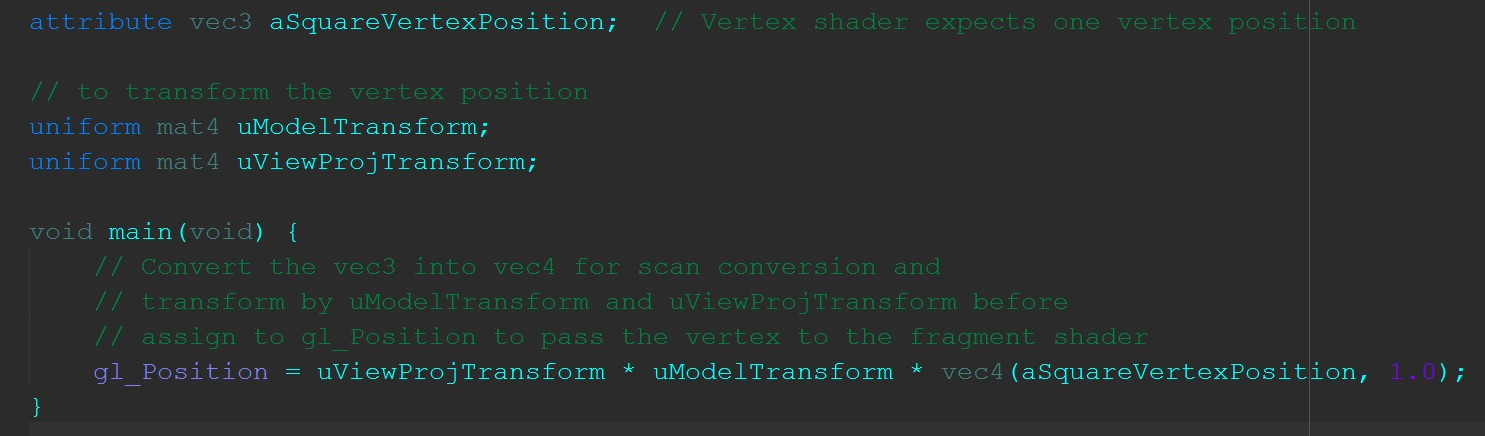 attribute vec3 aSquareVertexPosition;  // Vertex shader expects one vertex position
// to transform the vertex position
uniform mat4 uModelTransform;
uniform mat4 uViewProjTransform;
void main(void) {
    // Convert the vec3 into vec4 for scan conversion and
    // transform by uModelTransform and uViewProjTransform before
    // assign to gl_Position to pass the vertex to the fragment shader
    gl_Position = uViewProjTransform * uModelTransform * vec4(aSquareVertexPosition, 1.0);
}